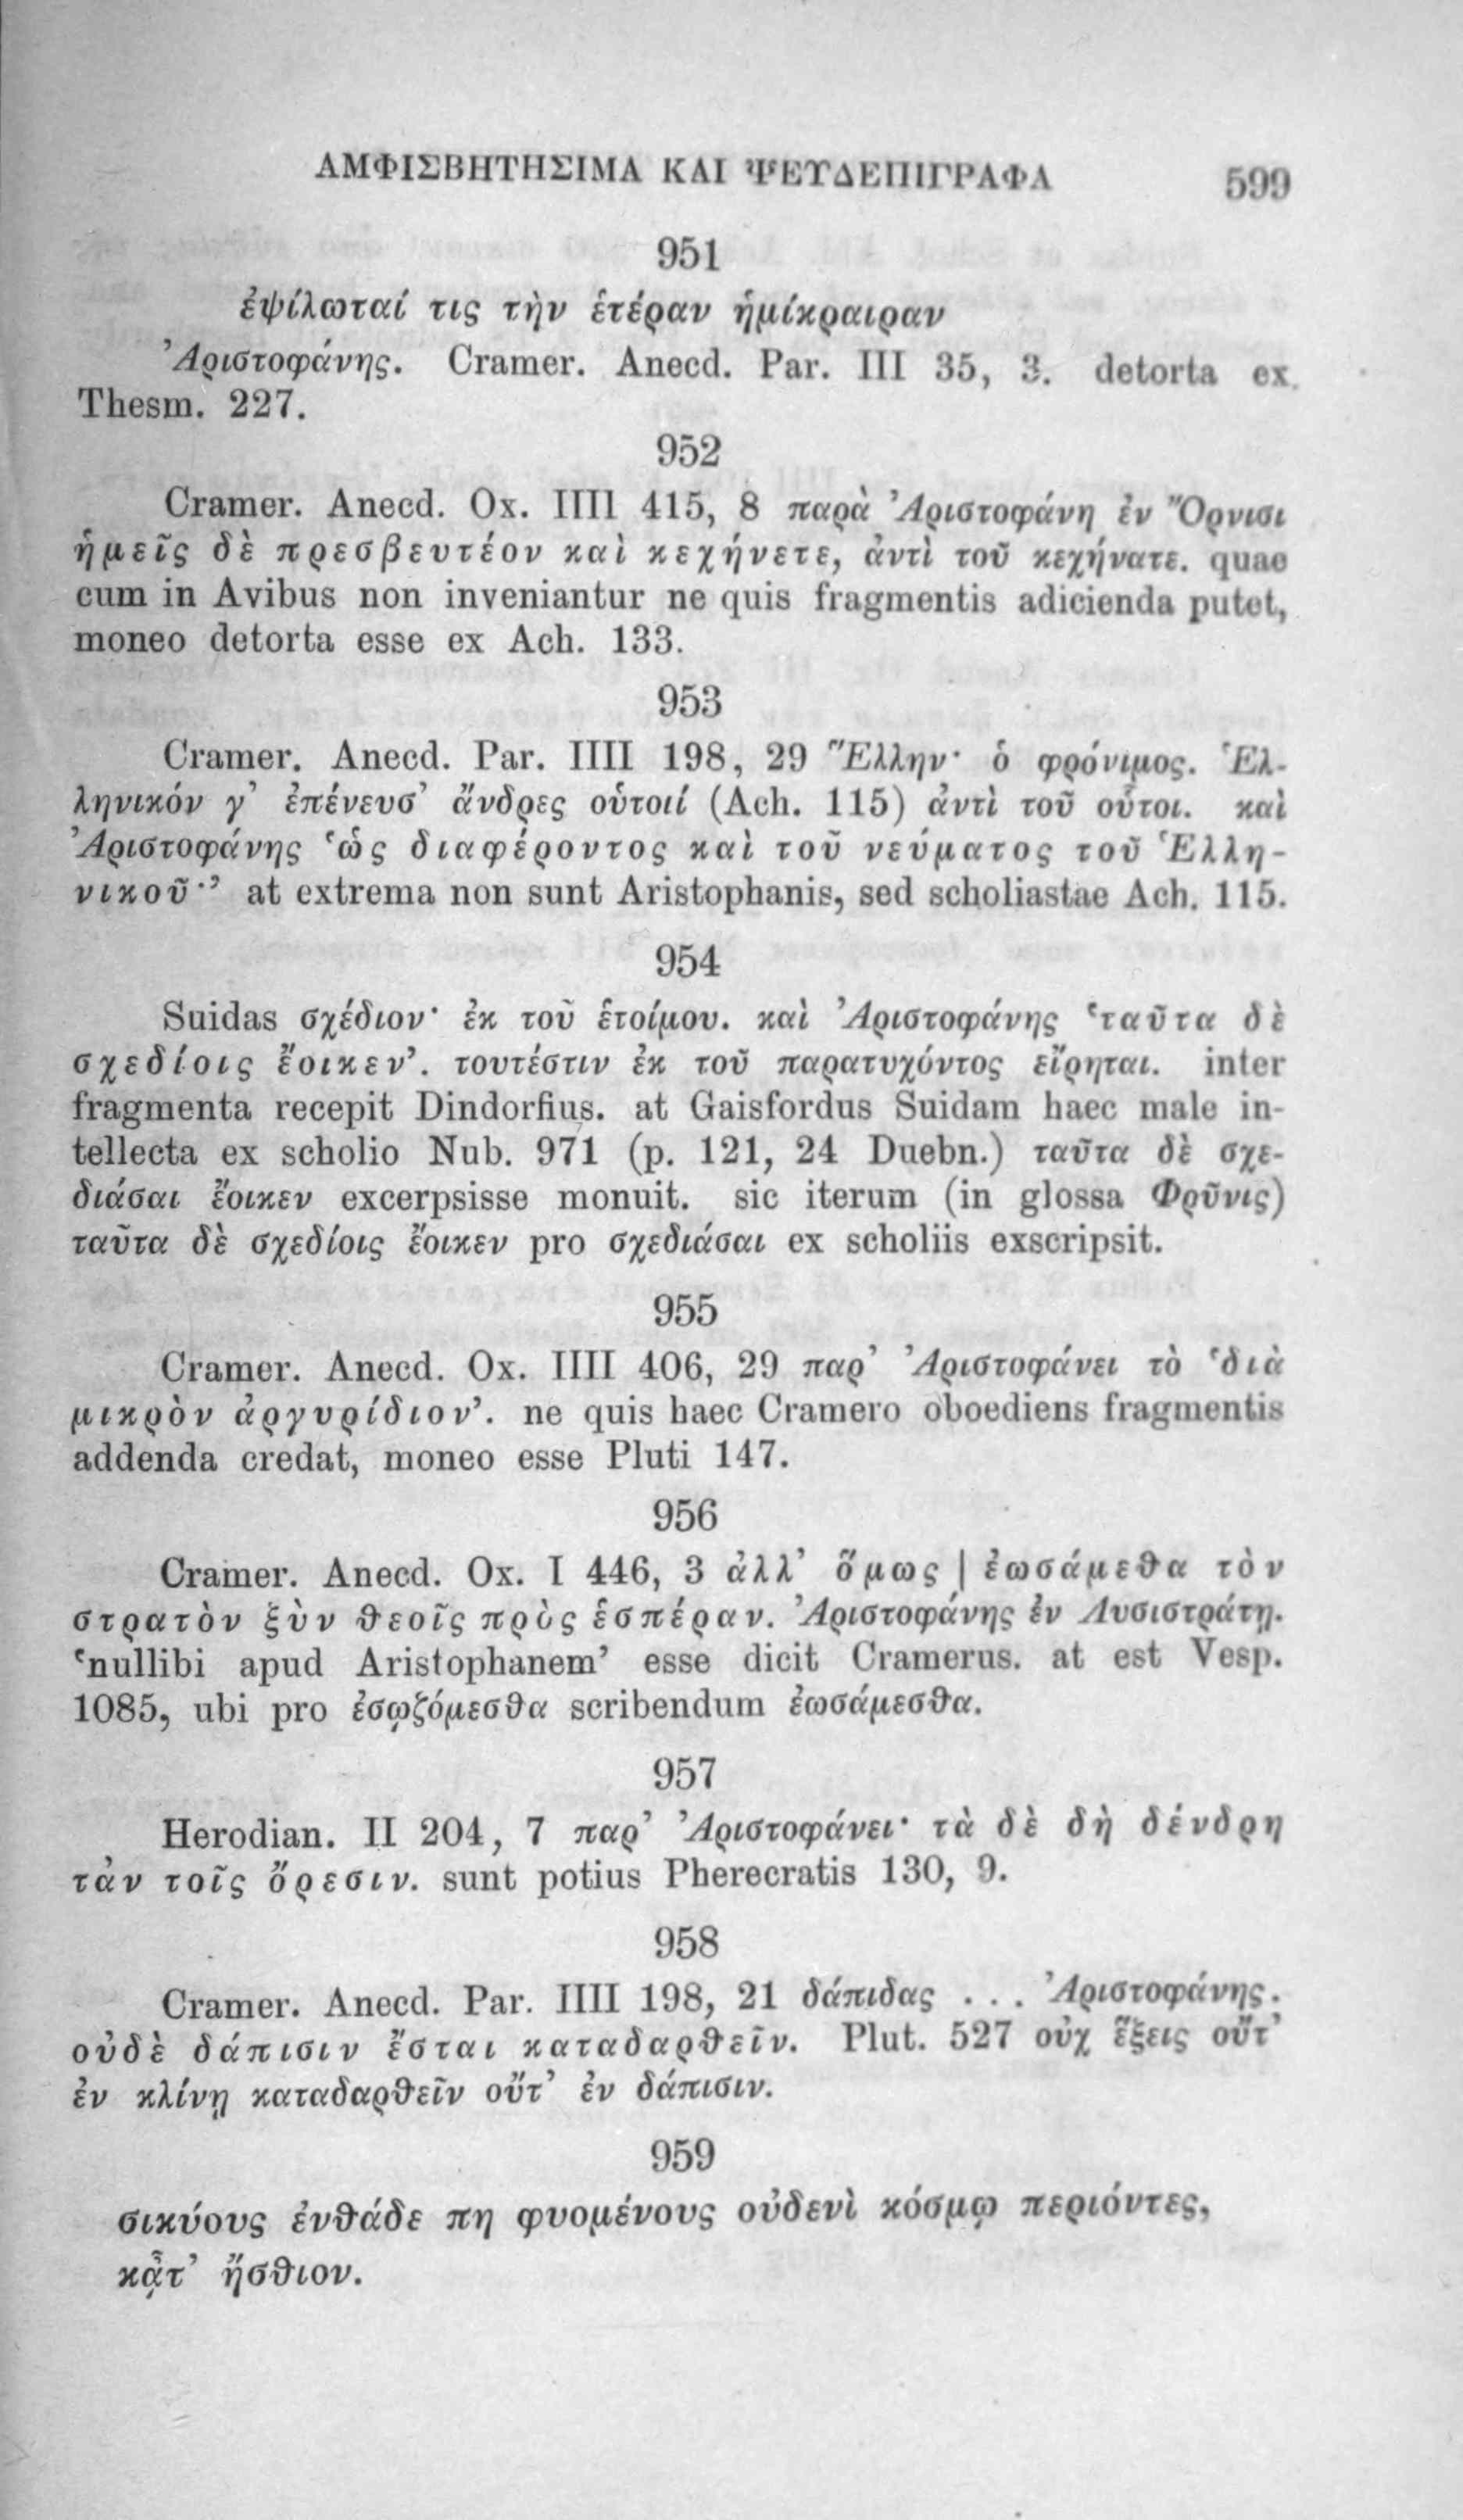 ΑΜΦΙΣΒΗΤΗΣΙΜΑ ΚΑΙ ΨΕΥΔΕΠΙΓΡΑΦΑ 599
951
ἐψίλωταί τις τὴν ἑτέραν ἡμίκραιραν
Ἀριστοφάνης. Cramer. Anecd. Par. III 35, 3. detorta ex
Thesm. 227.
952
Cramer. Anecd. Ox. IIII 415, 8 παρὰ Ἀριστοφάνη ἐν Ὄρνισι
ἡμεῖς δὲ πρεσβευτέον καὶ κεχήνετε, ἀντὶ τοῦ κεχήνατε. quae
cum in Avibus non inveniantur ne quis fragmentis adicienda putet,
moneo detorta esse ex Ach. 133.
953
Cramer. Anecd. Par. IIII 198, 29 Ἕλλην· ὁ φρόνιμος. Ἑλ-
ληνικόν γ' ἐπένευσ' ἅνδρες οὑτοιί (Ach. 115) ἀντὶ τοῦ οὗτοι. καὶ
Ἀριστοφάνης ‘ὡς διαφέροντος καὶ τοῦ νεύματος τοῦ Ἑλλη-
νικοῦ·’ at extrema non sunt Aristophanis, sed scholiastae Ach. 115.
954
Suidas σχέδιον· ἐκ τοῦ ἑτοίμου. καὶ Ἀριστοφάνης ‘ταῦτα δὲ
σχεδίοις ἔοικεν’. τουτέστιν ἐκ τοῦ παρατυχόντος εἴρηται. inter
fragmenta recepit Dindorfius. at Gaisfordus Suidam haec male in-
tellecta ex scholio Nub. 971 (p. 121, 24 Duebn.) ταῦτα δὲ σχε-
διάσαι ἔοικεν excerpsisse monuit. sic iterum (in glossa Φρῦνις)
ταῦτα δὲ σχεδίοις ἔοικεν pro σχεδιάσαι ex scholiis exscripsit.
955
Cramer. Anecd. Ox. IIII 406, 29 παρ' Ἀριστοφάνει τὸ ‘διὰ
μικρὸν ἀργυρίδιον’. ne quis haec Cramero oboediens fragmentis
addenda credat, moneo esse Pluti 147.
956
Cramer. Anecd. Ox. I 446, 3 ἀλλ' ὅμως | ἐωσάμεθα τὸν
στρατὸν ξὺν θεοῖς πρὸς ἑσπέραν. Ἀριστοφάνης ἐν Λυσιστράτῃ.
‘nullibi apud Aristophanem’ esse dicit Cramerus. at est Vesp.
1085, ubi pro ἐσῳζόμεσθα scribendum ἐωσάμεσθα.
957
Herodian. II 204, 7 παρ' Ἀριστοφάνει· τὰ δὲ δὴ δένδρη
τἀν τοῖς ὄρεσιν. sunt potius Pherecratis 130, 9.
958
Cramer. Anecd. Par. IIII 198, 21 δάπιδας . . . Ἀριστοφάνης.
οὐδὲ δάπισιν ἔσται καταδαρθεῖν. Plut. 527 οὐχ ἕξεις οὔτ'
ἐν κλίνῃ καταδαρθεῖν οὔτ' ἐν δάπισιν.
959
σικύους ἐνθάδε πη φυομένους οὐδενὶ κόσμῳ περιόντες,
κᾆτ' ἤσθιον.